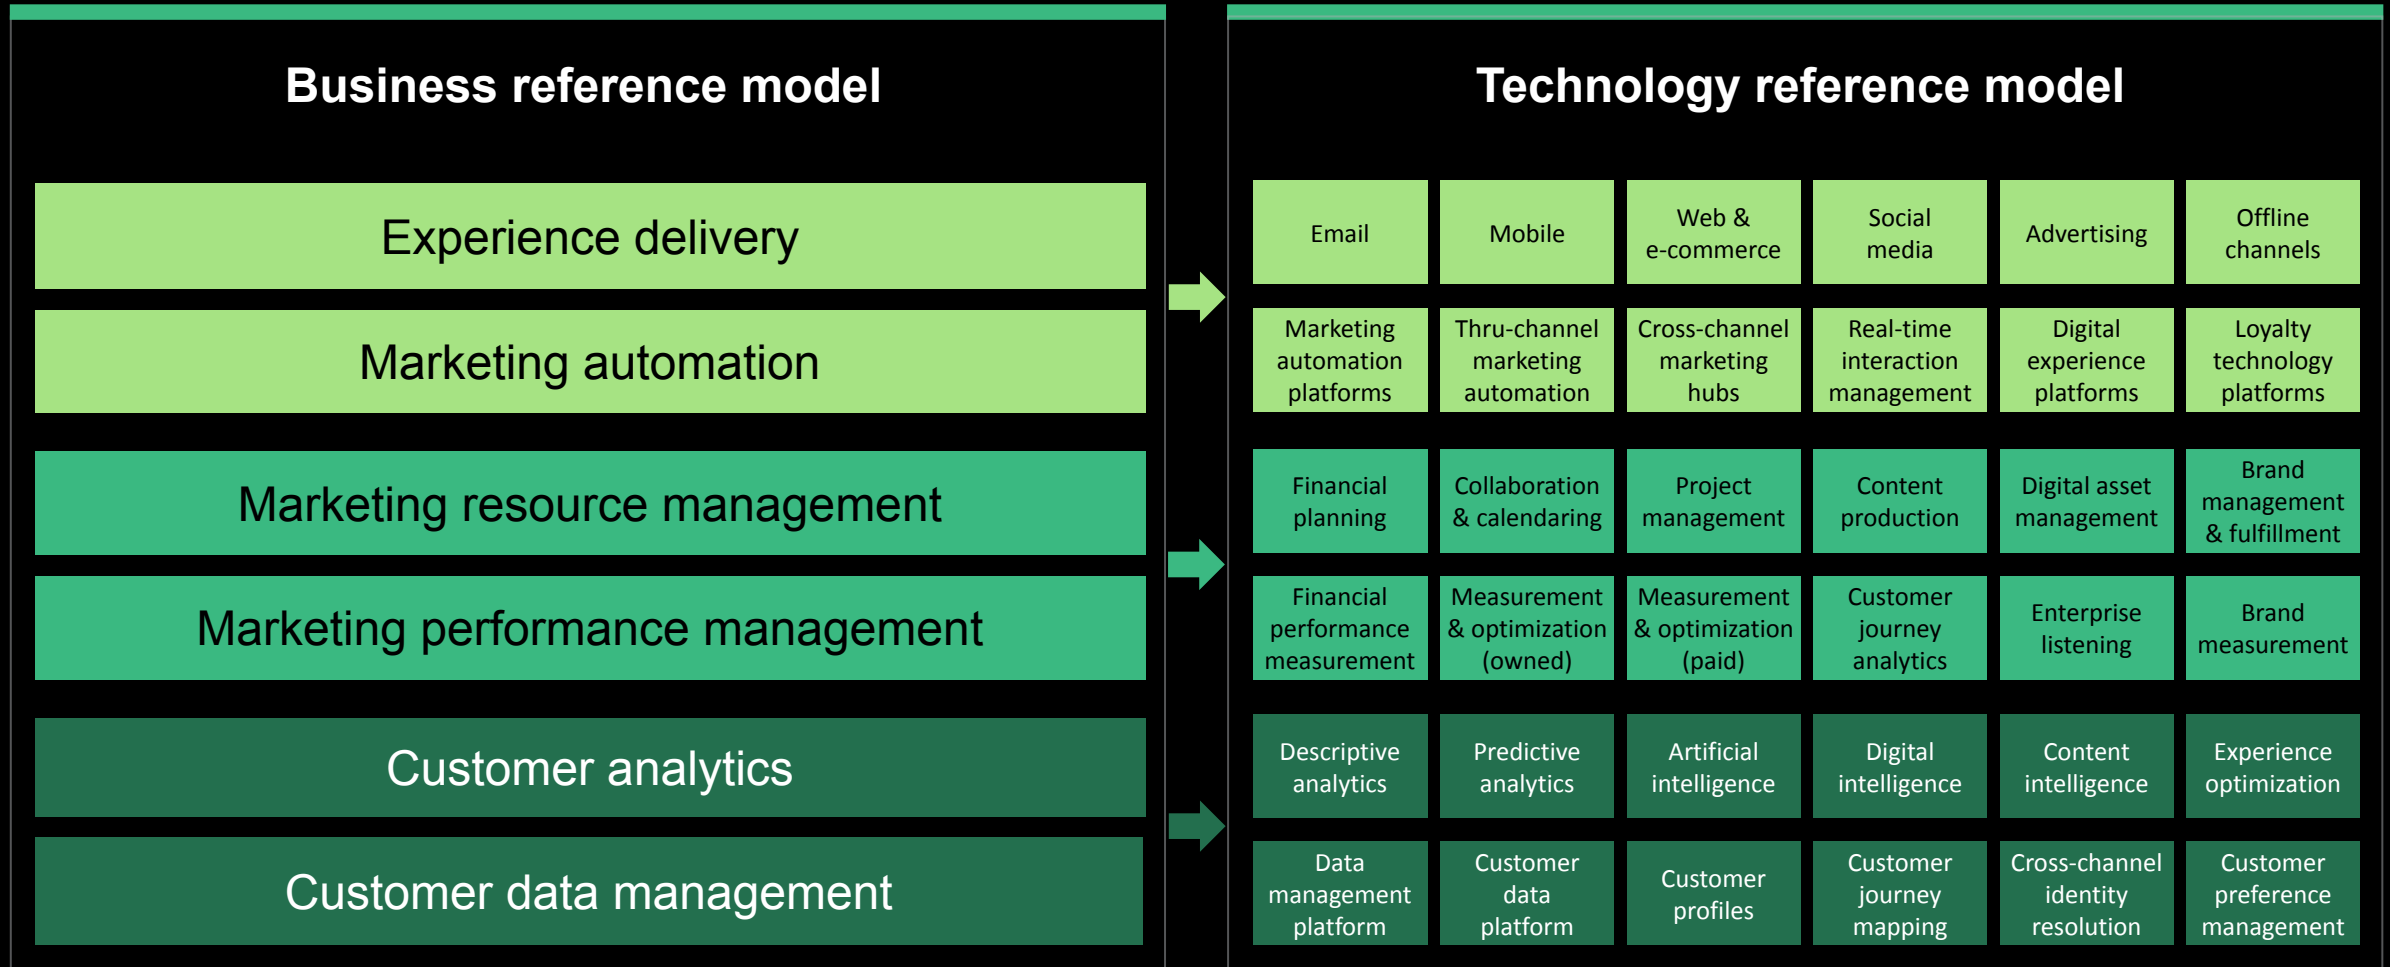 Business reference model
Technology reference model
Experience delivery
Email
Mobile
Web &
e-commerce
Social
media
Advertising
Offline
channels
Marketing automation
Marketing
automation
platforms
Thru-channel
marketing
automation
Cross-channel
marketing
hubs
Real-time
interaction
management
Digital
experience
platforms
Loyalty
technology
platforms
Marketing resource management
Financial
planning
Collaboration
& calendaring
Project
management
Content
production
Digital asset
management
Brand
management
& fulfillment
Marketing performance management
Financial
performance
measurement
Measurement
& optimization
(owned)
Measurement
& optimization
(paid)
Customer
journey
analytics
Enterprise
listening
Brand
measurement
Customer analytics
Descriptive
analytics
Predictive
analytics
Artificial
intelligence
Digital
intelligence
Content
intelligence
Experience
optimization
Customer data management
Data
management
platform
Customer
data
platform
Customer
profiles
Customer
journey
mapping
Cross-channel
identity
resolution
Customer
preference
management